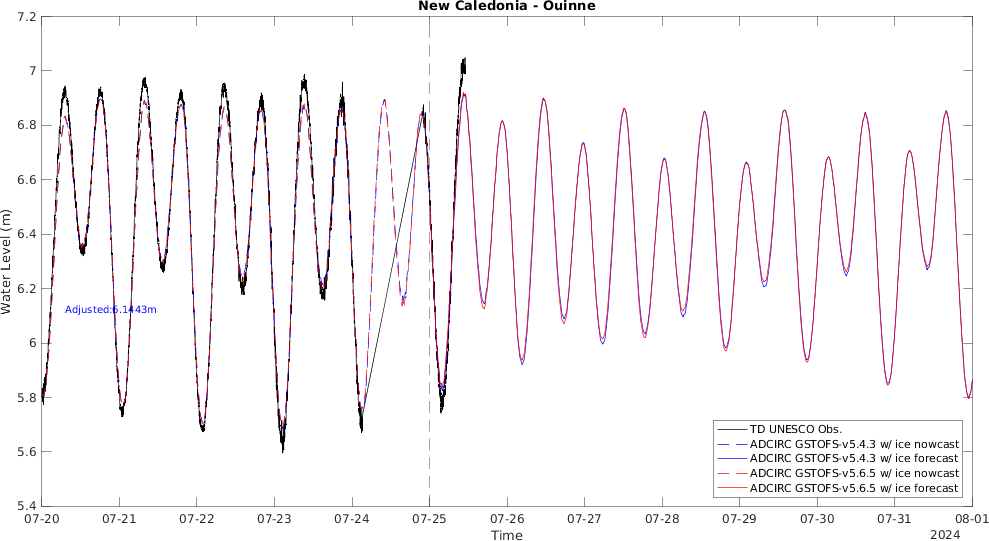 New Caledonia - Ouinne
7.2
7
6.8
6.6
6.4
6.2
6
5.8
5.6
5.4
Water Level (m)
Adjusted:6.1443m
TD UNESCO Obs.
ADCIRC GSTOFS-v5.4.3 w/ ice nowcast
ADCIRC GSTOFS-v5.4.3 w/ ice forecast
ADCIRC GSTOFS-v5.6.5 w/ ice nowcast
ADCIRC GSTOFS-v5.6.5 w/ ice forecast
07-20 07-21 07-22 07-23 07-24 07-25 07-26 07-27 07-28 07-29 07-30 07-31 08-01
Time
2024